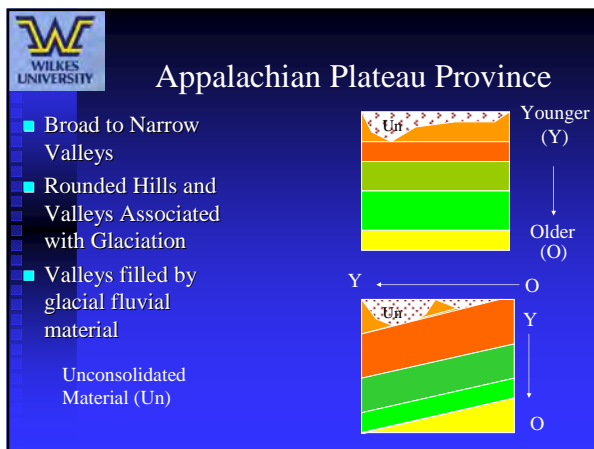 WILKES
UNIVERSITY
Appalachian Plateau Province
Broad to Narrow
Valleys
Rounded Hills and
Valleys Associated
with Glaciation
Valleys filled by
glacial fluvial
material
Unconsolidated
Material (Un)
Un
Younger
(Y)
Older
(O)
Y
O
Un
Y
O